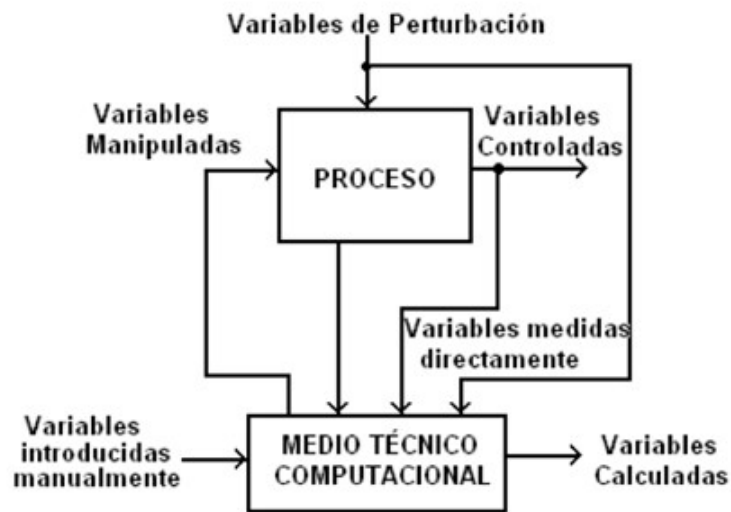 Variables de Perturbación
Variables
Manipuladas
Variables
Controladas
PROCESO
Variables medidas
directamente
Variables
introducidas
manualmente
MEDIO TÉCNICO
COMPUTACIONAL
Variables
Calculadas